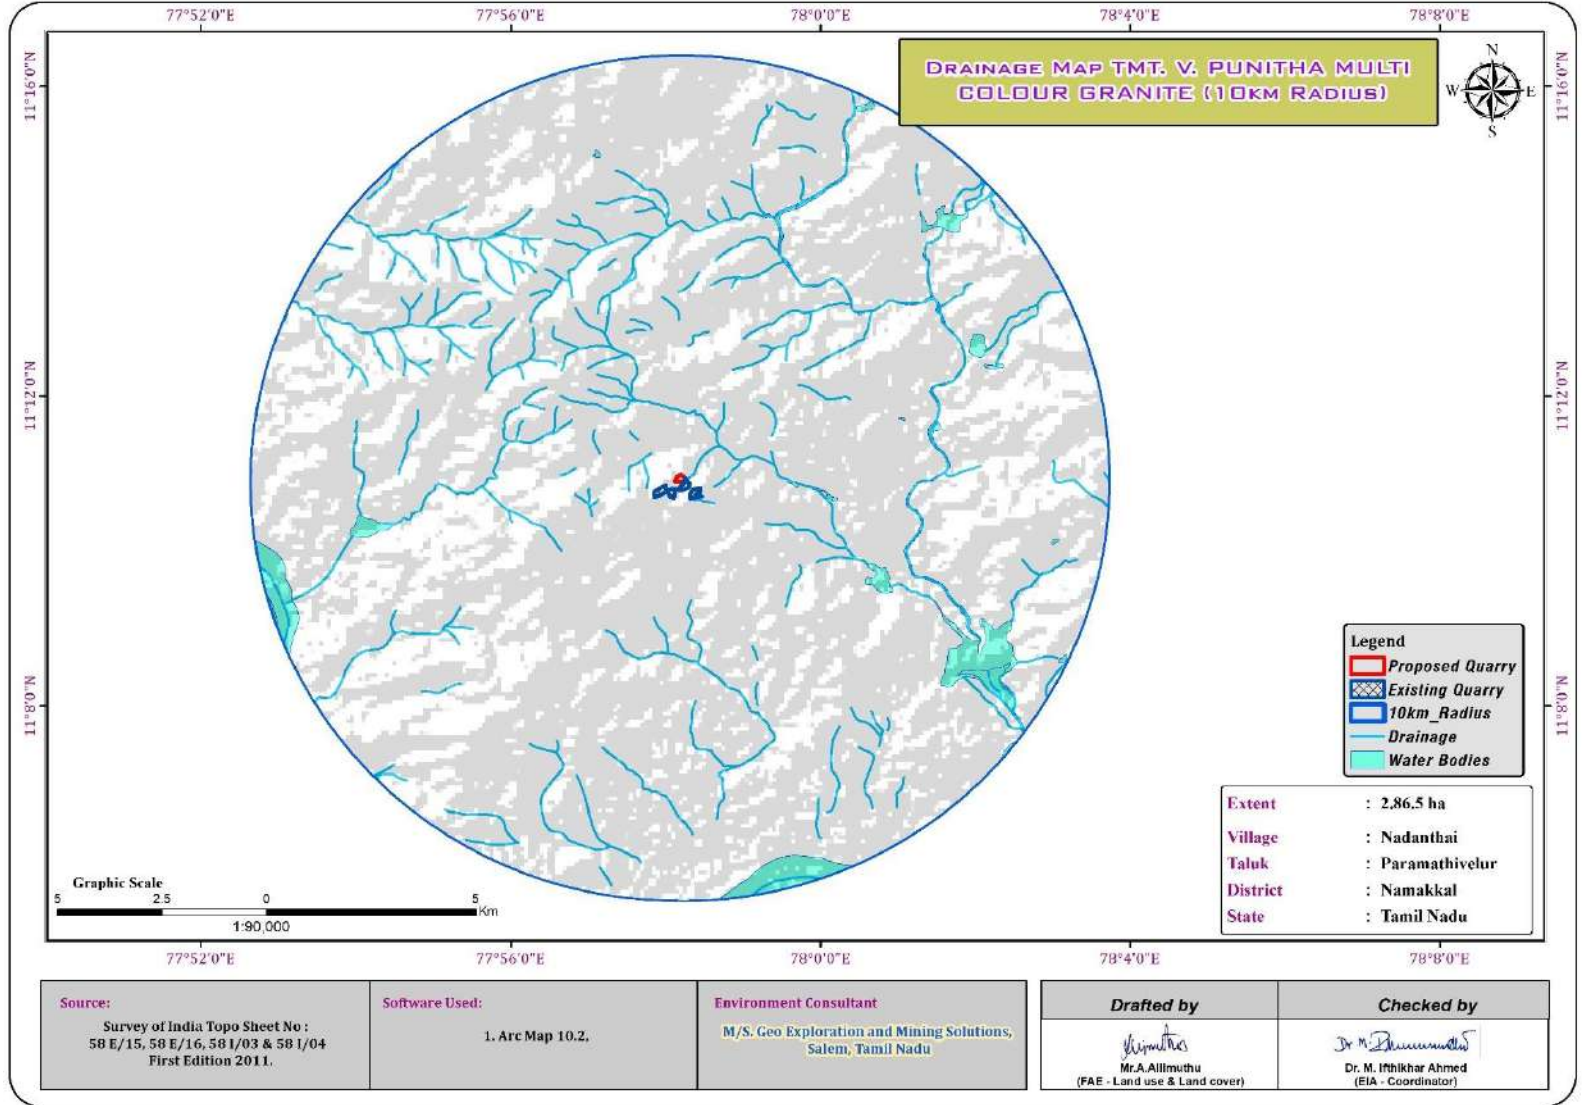 77°52'0"E 77°56'0"E 78°0'0"E 78°4'0"E 78°8'0"E
DRAINAGE MAP TMT. V. PUNITHA MULTI
COLOUR GRANITE (10KM RADIUS)
N
W E
S
11°16'0"N 11°16'0"N
11°12'0"N 11°12'0"N
11°8'0"N 11°8'0"N
Legend
Proposed Quarry
Existing Quarry
10km_Radius
Drainage
Water Bodies
Extent : 2.86.5 ha
Village : Nadanthai
Taluk : Paramathivelur
District : Namakkal
State : Tamil Nadu
Graphic Scale
5 2.5 0 5
Km
1:90,000
77°52'0"E 77°56'0"E 78°0'0"E 78°4'0"E 78°8'0"E
Source:
Survey of India Topo Sheet No :
58 E/15, 58 E/16, 58 I/03 & 58 I/04
First Edition 2011.
Software Used:
1. Arc Map 10.2,
Environment Consultant
M/S. Geo Exploration and Mining Solutions,
Salem, Tamil Nadu
Drafted by
Mr.A.Allimuthu
(FAE - Land use & Land cover)
Checked by
Dr. M.
Dr. M. Ifthikhar Ahmed
(EIA - Coordinator)